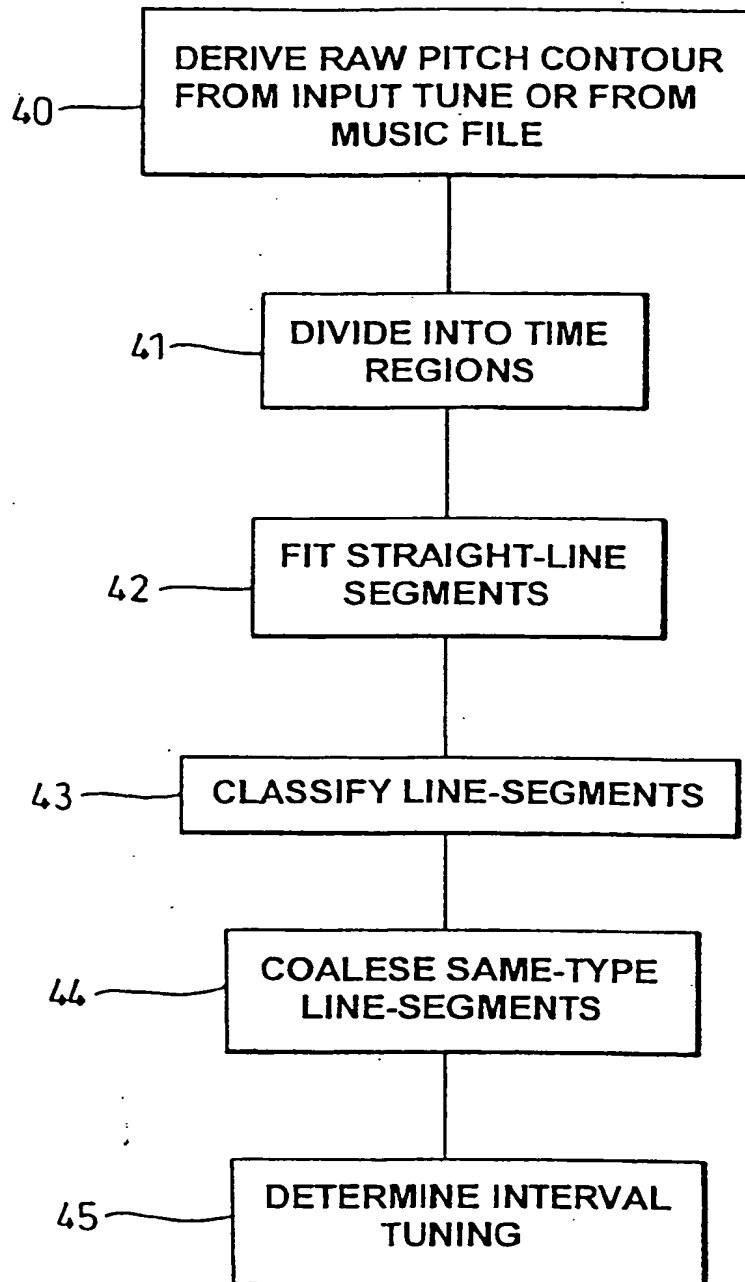 DERIVE RAW PITCH CONTOUR
FROM INPUT TUNE OR FROM
MUSIC FILE
40
DIVIDE INTO TIME
REGIONS
41
FIT STRAIGHT-LINE
SEGMENTS
42
CLASSIFY LINE-SEGMENTS
43
COALESE SAME-TYPE
LINE-SEGMENTS
44
DETERMINE INTERVAL
TUNING
45